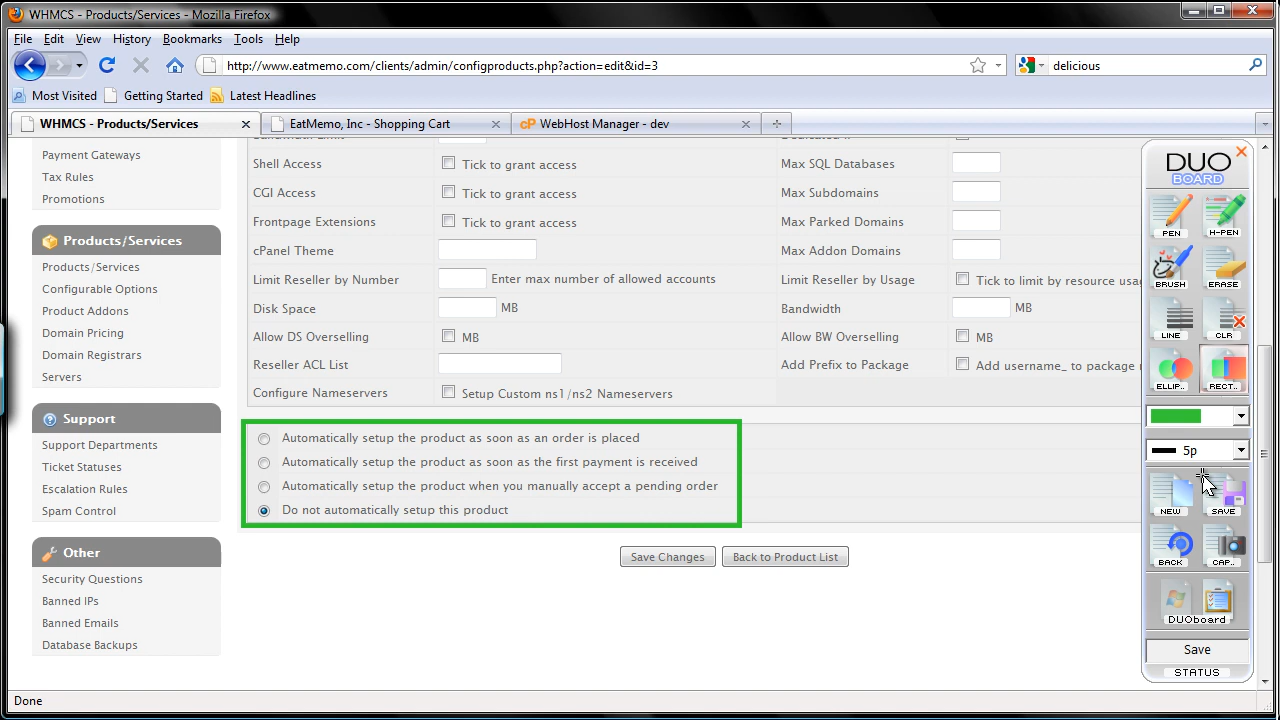 WHMCS - Products/Services - Mozilla Firefox
File Edit View History Bookmarks Tools Help
http://www.eatmemo.com/clients/admin/configproducts.php?action=edit&id=3
delicious
Most Visited Getting Started Latest Headlines
WHMCS - Products/Services
EatMemo, Inc - Shopping Cart
cP WebHost Manager - dev
Payment Gateways
Tax Rules
Promotions
Products/Services
Products/Services
Configurable Options
Product Addons
Domain Pricing
Domain Registrars
Servers
Support
Support Departments
Ticket Statuses
Escalation Rules
Spam Control
Other
Security Questions
Banned IPs
Banned Emails
Database Backups
Shell Access Tick to grant access Max SQL Databases
CGI Access Tick to grant access Max Subdomains
Frontpage Extensions Tick to grant access Max Parked Domains
cPanel Theme Max Addon Domains
Limit Reseller by Number Enter max number of allowed accounts Limit Reseller by Usage Tick to limit by resource usag
Disk Space MB Bandwidth MB
Allow DS Overselling MB Allow BW Overselling MB
Reseller ACL List Add Prefix to Package Add username_ to package
Configure Nameservers Setup Custom ns1/ns2 Nameservers
Automatically setup the product as soon as an order is placed
Automatically setup the product as soon as the first payment is received
Automatically setup the product when you manually accept a pending order
Do not automatically setup this product
Save Changes Back to Product List
DUO
BOARD
PEN H-PEN
BRUSH ERASE
LINE CLR
ELLIP.. RECT..
5p
NEW SAVE
BACK CAP..
DUOboard
Save
STATUS
Done